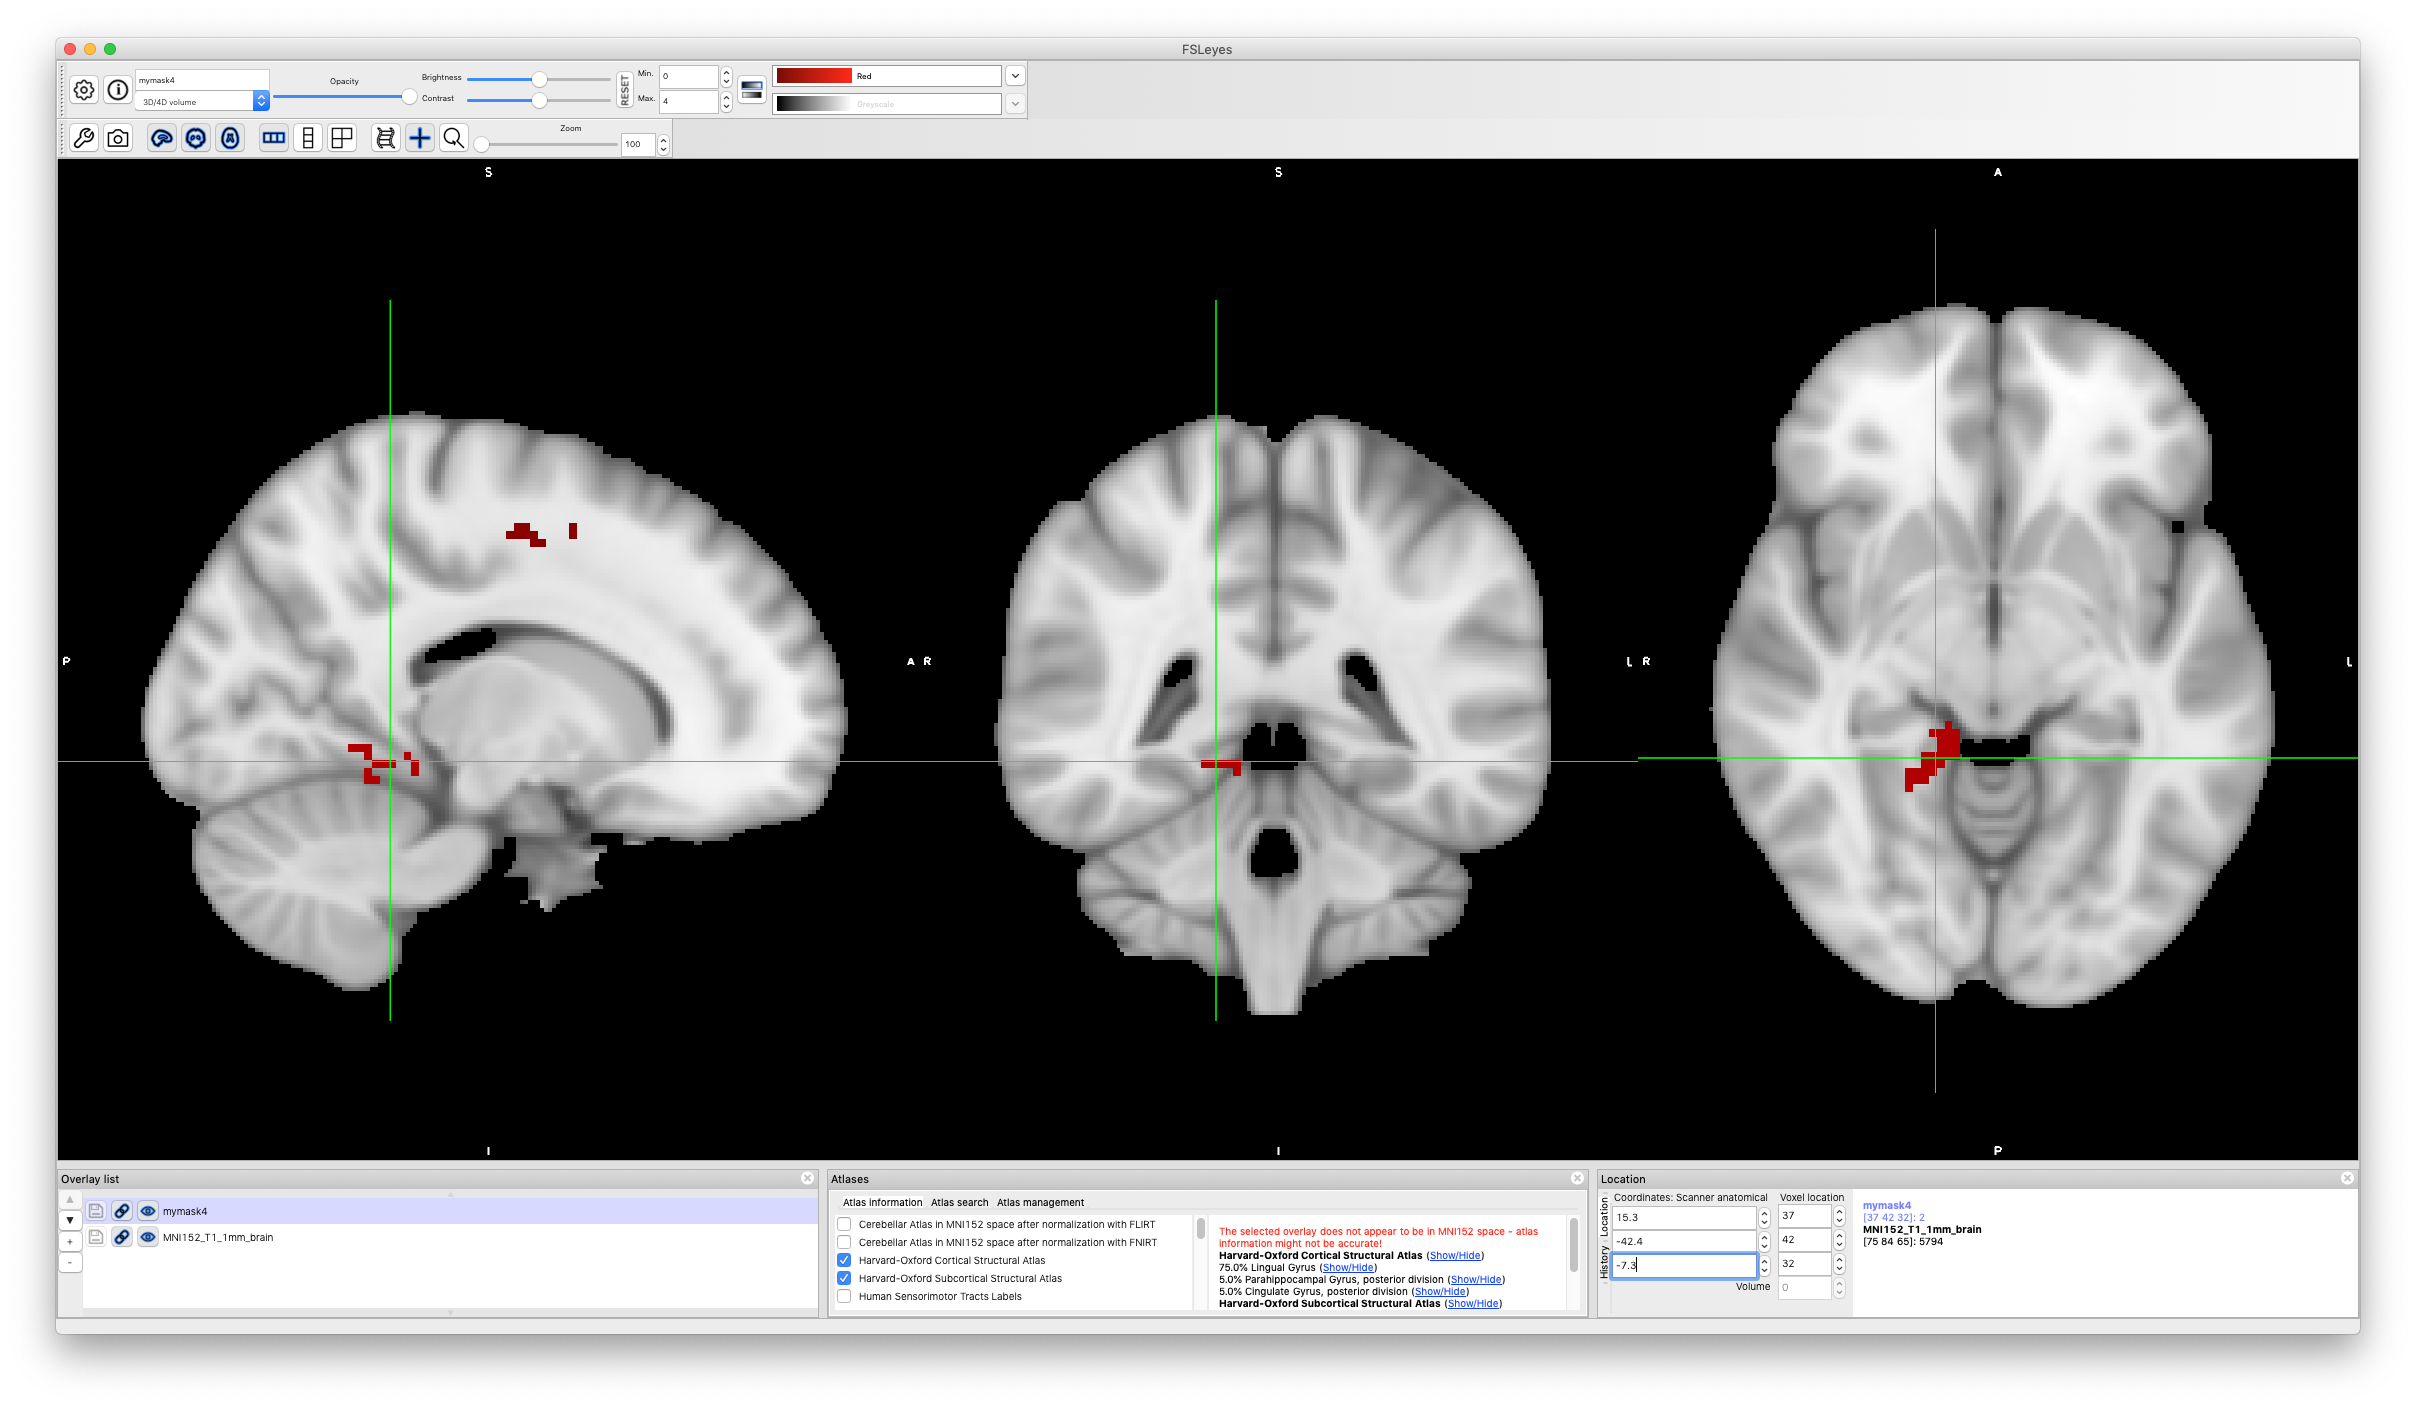 FSLeyes
mymask4
3D/4D volume
Opacity
Brightness
Contrast
RESET
Min.
0
Max.
4
Red
Greyscale
Zoom
100
S
S
A
P
A
R
L
R
L
I
I
P
Overlay list
mymask4
MNI152_T1_1mm_brain
Atlases
Atlas information Atlas search Atlas management
Cerebellar Atlas in MNI152 space after normalization with FLIRT
Cerebellar Atlas in MNI152 space after normalization with FNIRT
Harvard-Oxford Cortical Structural Atlas
Harvard-Oxford Subcortical Structural Atlas
Human Sensorimotor Tracts Labels
The selected overlay does not appear to be in MNI152 space - atlas
information might not be accurate!
Harvard-Oxford Cortical Structural Atlas (Show/Hide)
75.0% Lingual Gyrus (Show/Hide)
5.0% Parahippocampal Gyrus, posterior division (Show/Hide)
5.0% Cingulate Gyrus, posterior division (Show/Hide)
Harvard-Oxford Subcortical Structural Atlas (Show/Hide)
Location
Location
History
Coordinates: Scanner anatomical
15.3
-42.4
-7.3
Voxel location
37
42
32
Volume
0
mymask4
[37 42 32]: 2
MNI152_T1_1mm_brain
[75 84 65]: 5794